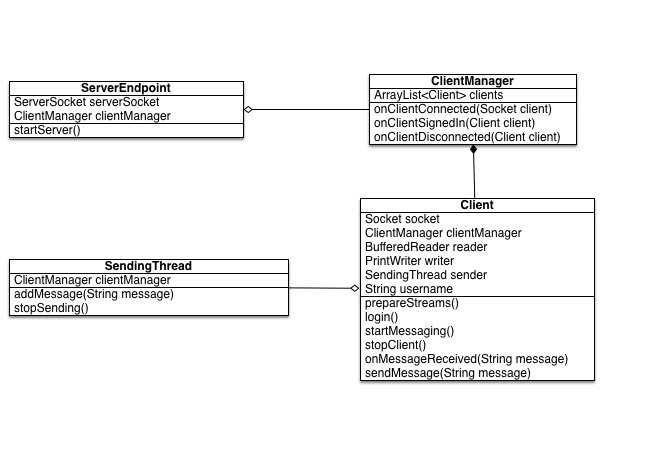 ServerEndpoint
ServerSocket serverSocket
ClientManager clientManager
startServer()
ClientManager
ArrayList<Client> clients
onClientConnected(Socket client)
onClientSignedIn(Client client)
onClientDisconnected(Client client)
SendingThread
ClientManager clientManager
addMessage(String message)
stopSending()
Client
Socket socket
ClientManager clientManager
BufferedReader reader
PrintWriter writer
SendingThread sender
String username
prepareStreams()
login()
startMessaging()
stopClient()
onMessageReceived(String message)
sendMessage(String message)